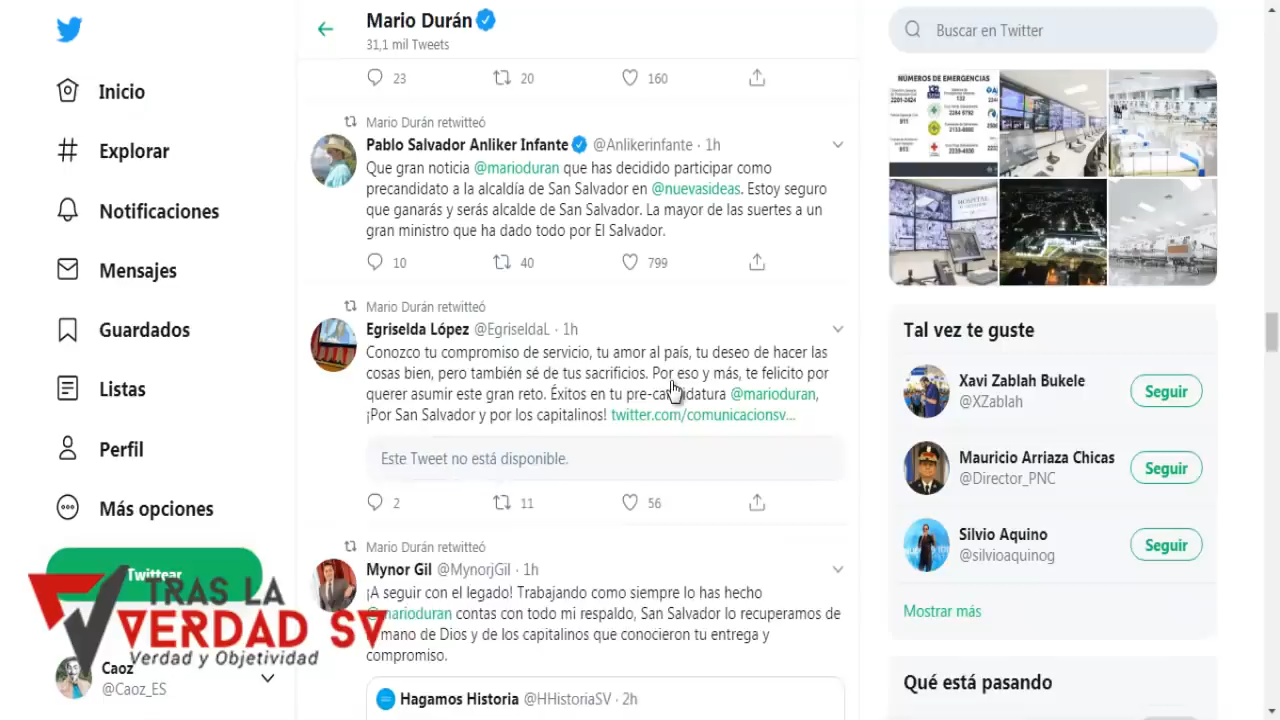 Mario Durán
31,1 mil Tweets
Buscar en Twitter
Inicio
Explorar
Notificaciones
Mensajes
Guardados
Listas
Perfil
Más opciones
Twittear
TRAS LA
VERDAD SV
Verdad y Objetividad
Caoz
@Caoz_ES
23 20 160
Mario Durán retwitteó
Pablo Salvador Anliker Infante @Anlikerinfante · 1h
Que gran noticia @marioduran que has decidido participar como
precandidato a la alcaldía de San Salvador en @nuevasideas. Estoy seguro
que ganarás y serás alcalde de San Salvador. La mayor de las suertes a un
gran ministro que ha dado todo por El Salvador.
10 40 799
Mario Durán retwitteó
Egriselda López @EgriseldaL · 1h
Conozco tu compromiso de servicio, tu amor al país, tu deseo de hacer las
cosas bien, pero también sé de tus sacrificios. Por eso y más, te felicito por
querer asumir este gran reto. Éxitos en tu pre-candidatura @marioduran,
¡Por San Salvador y por los capitalinos! twitter.com/comunicacionsv...
Este Tweet no está disponible.
2 11 56
Mario Durán retwitteó
Mynor Gil @MynorjGil · 1h
¡A seguir con el legado! Trabajando como siempre lo has hecho
@marioduran contas con todo mi respaldo, San Salvador lo recuperamos de
mano de Dios y de los capitalinos que conocieron tu entrega y
compromiso.
Hagamos Historia @HHistoriaSV · 2h
NÚMEROS DE EMERGENCIAS
Tal vez te guste
Xavi Zablah Bukele
@XZablah
Seguir
Mauricio Arriaza Chicas
@Director_PNC
Seguir
Silvio Aquino
@silvioaquinog
Seguir
Mostrar más
Qué está pasando